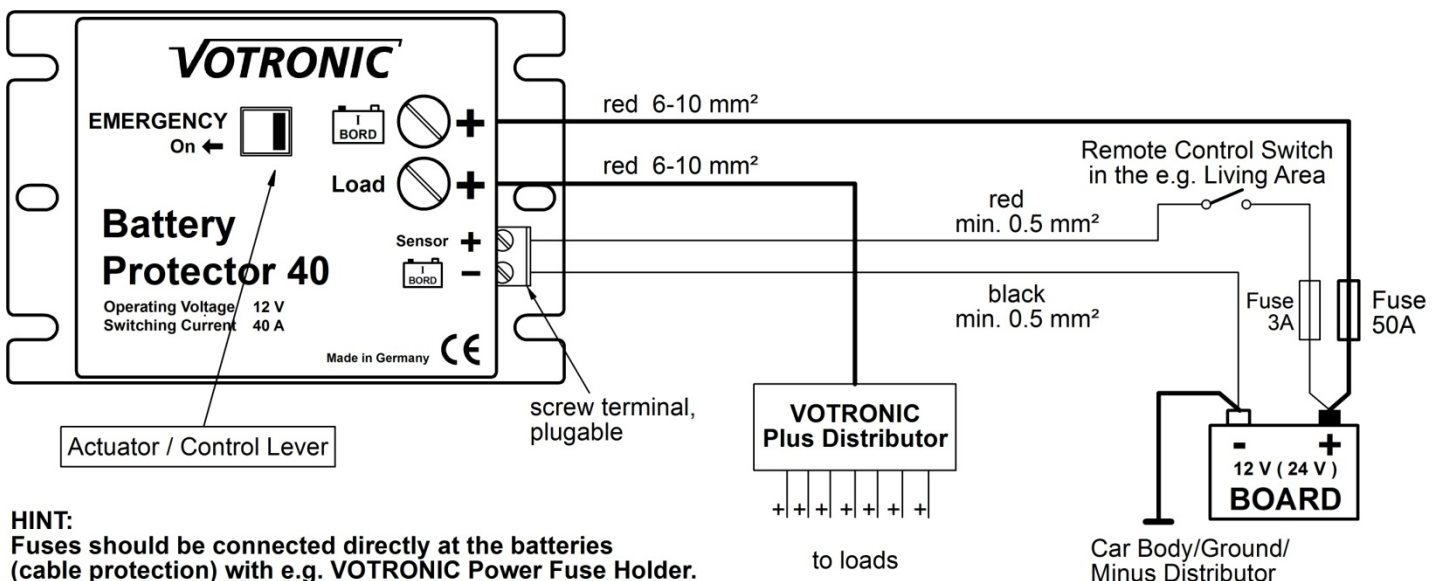 VOTRONIC
EMERGENCY
On
I
BORD
+
Load
+
Battery
Protector 40
Sensor +
I
BORD
−
Operating Voltage 12 V
Switching Current 40 A
Made in Germany CE
red 6-10 mm²
red 6-10 mm²
Remote Control Switch
in the e.g. Living Area
red
min. 0.5 mm²
black
min. 0.5 mm²
Fuse
3A
Fuse
50A
screw terminal,
plugable
Actuator / Control Lever
VOTRONIC
Plus Distributor
+ + + + + + +
to loads
- +
12 V ( 24 V )
BOARD
Car Body/Ground/
Minus Distributor
HINT:
Fuses should be connected directly at the batteries
(cable protection) with e.g. VOTRONIC Power Fuse Holder.